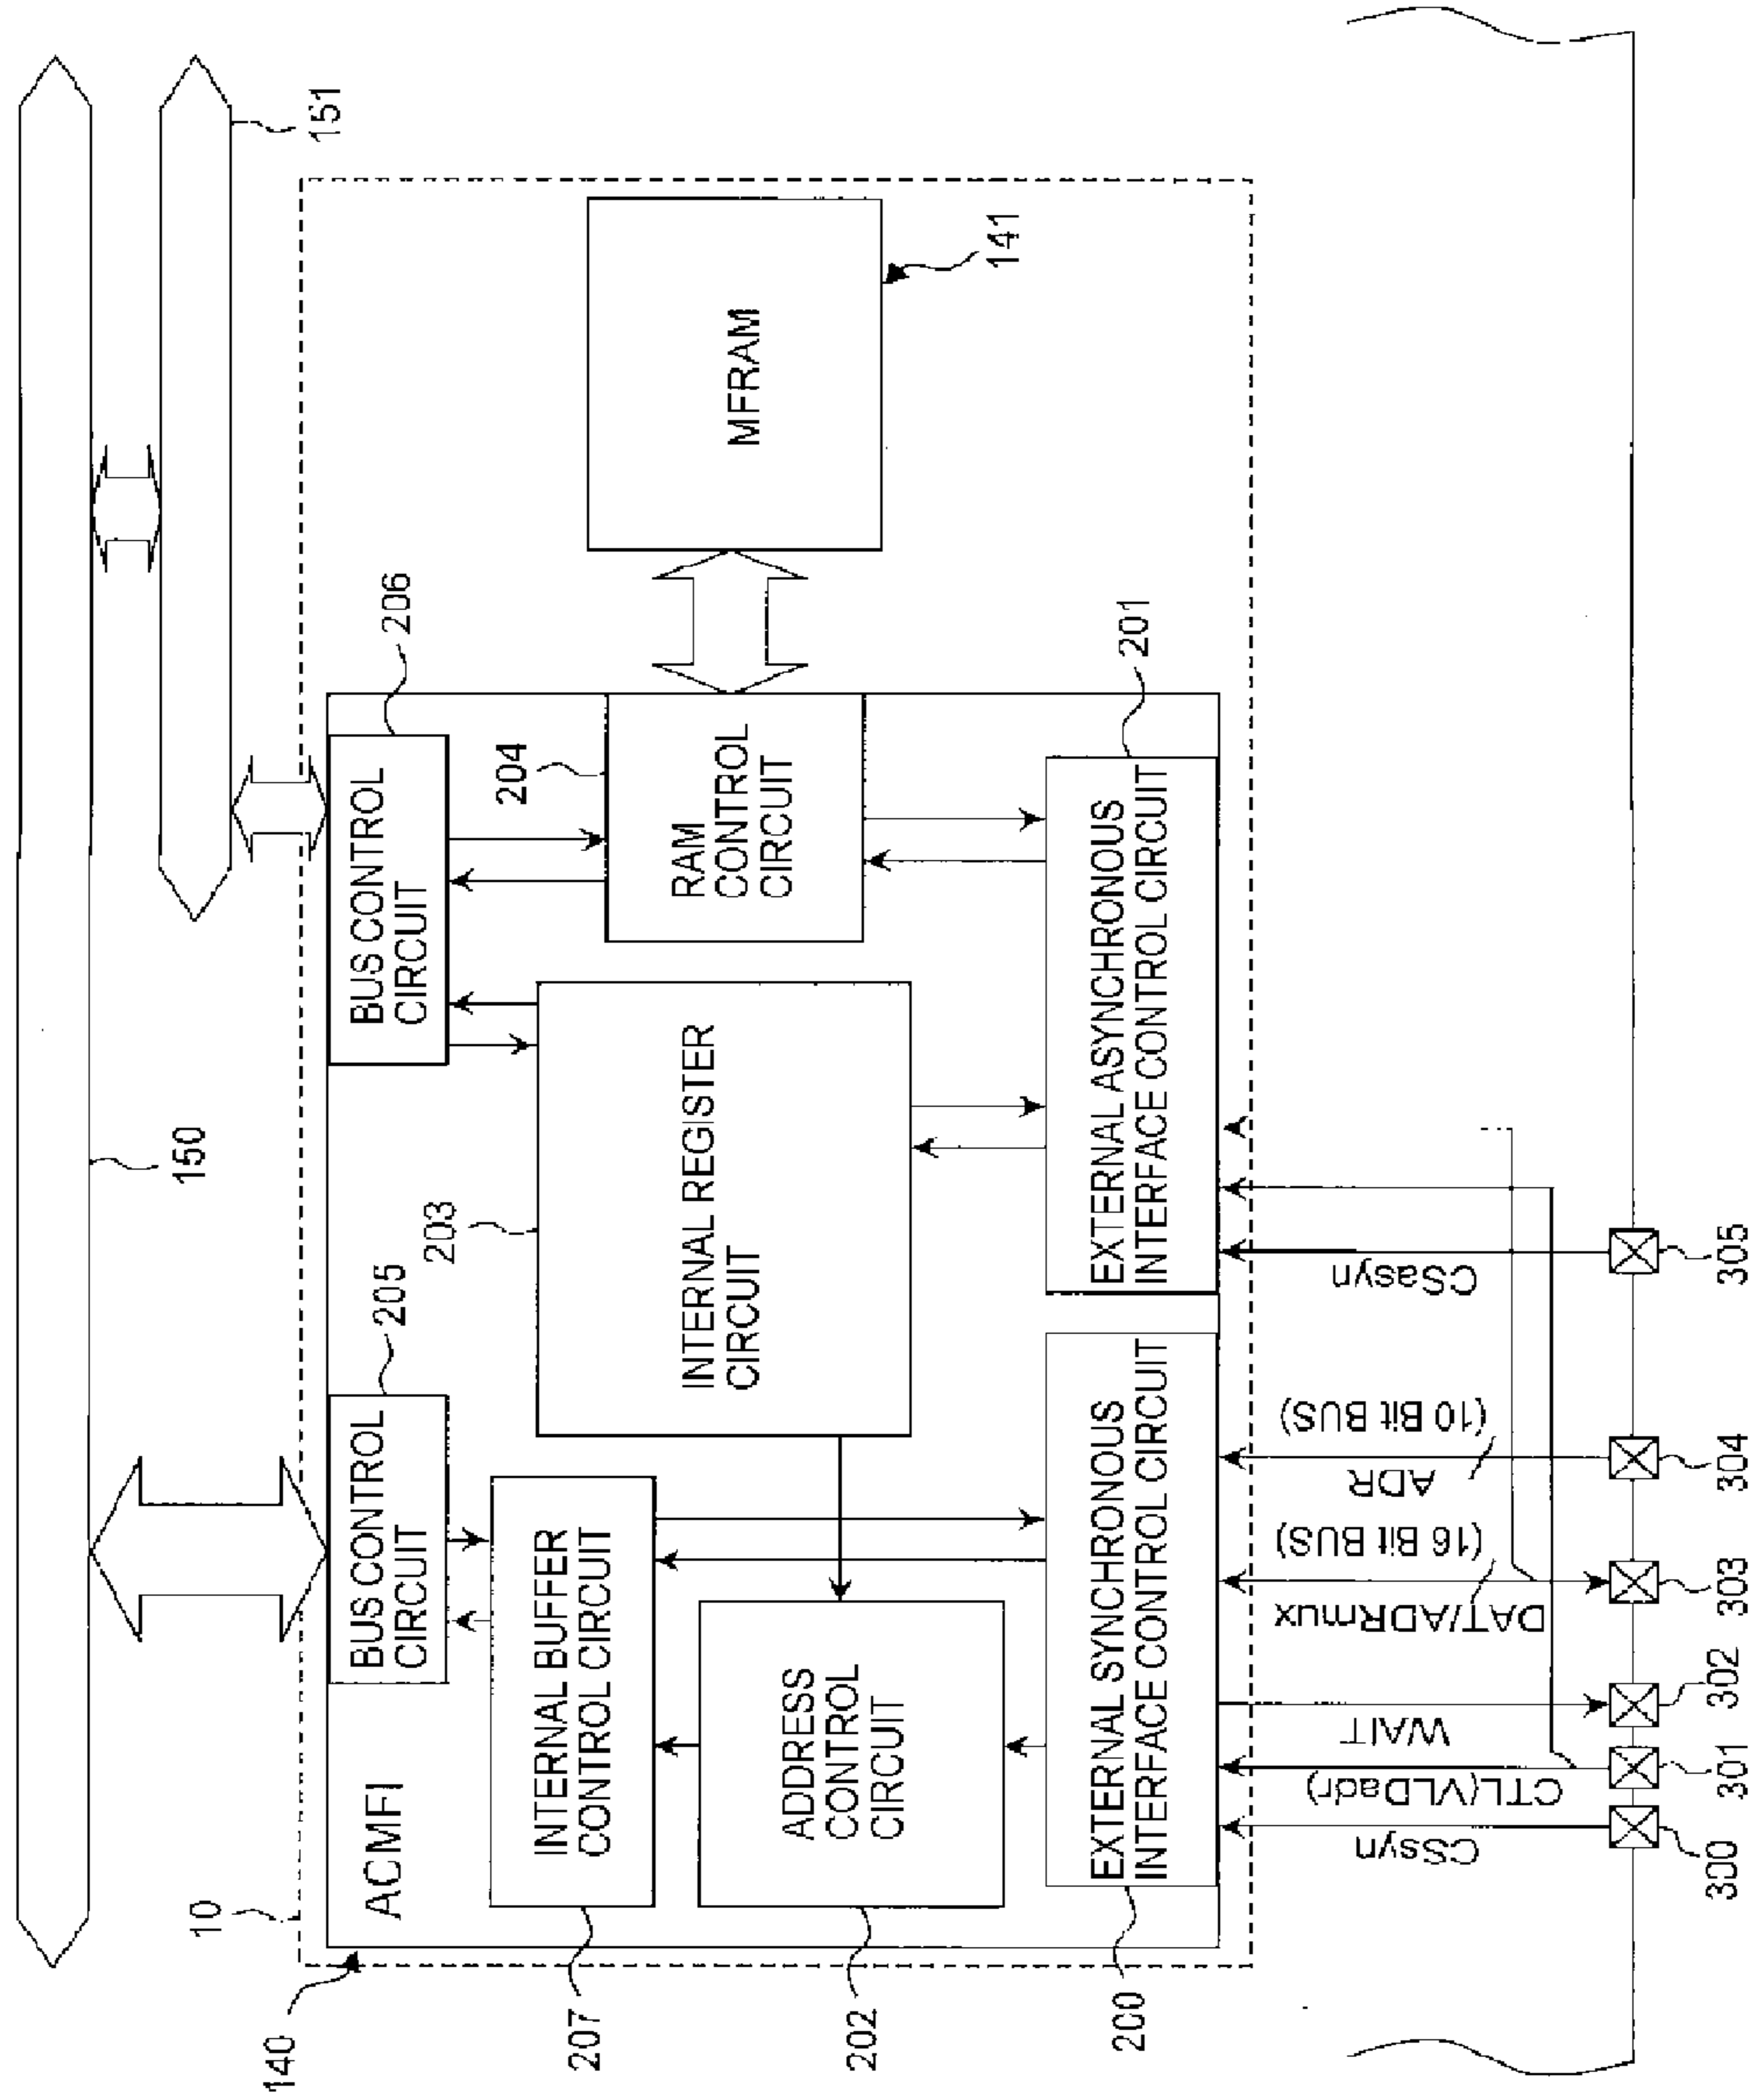 150
151
10
140
ACMFI
205
BUS CONTROL
CIRCUIT
206
BUS CONTROL
CIRCUIT
207
INTERNAL BUFFER
CONTROL CIRCUIT
203
INTERNAL REGISTER
CIRCUIT
204
RAM
CONTROL
CIRCUIT
MFRAM
141
202
ADDRESS
CONTROL
CIRCUIT
200
EXTERNAL SYNCHRONOUS
INTERFACE CONTROL CIRCUIT
201
EXTERNAL ASYNCHRONOUS
INTERFACE CONTROL CIRCUIT
CSsyn
CTL(VLDadr)
WAIT
DAT/ADRmux
(16 Bit BUS)
ADR
(10 Bit BUS)
CSasyn
300
301
302
303
304
305